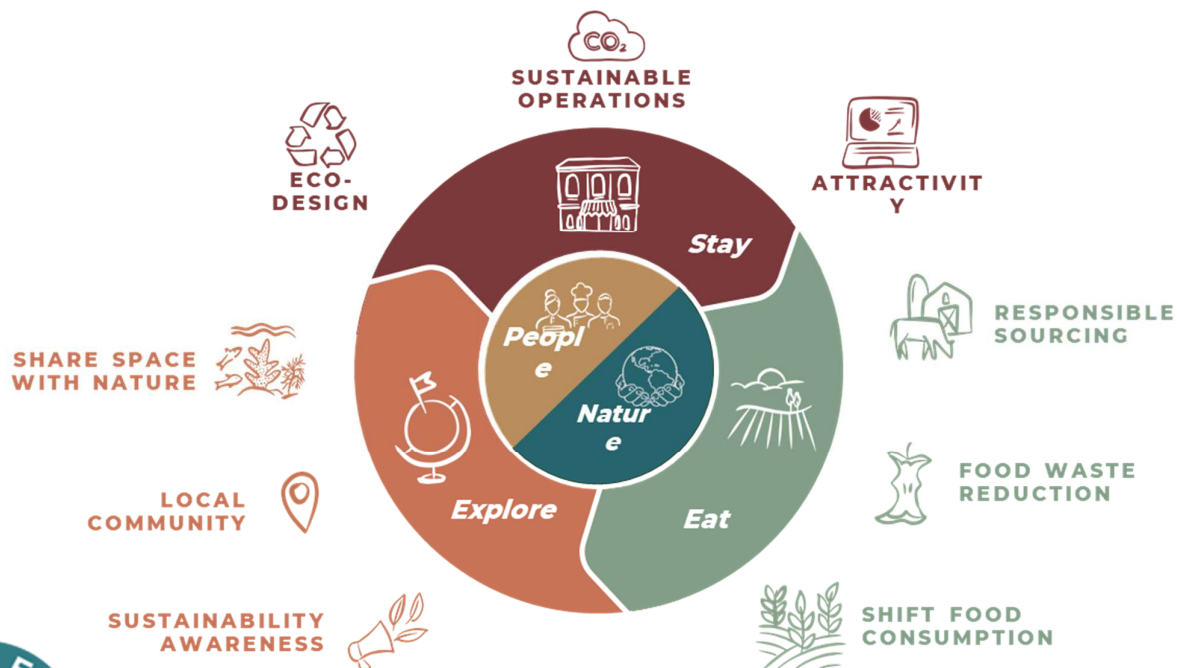 CO₂
SUSTAINABLE
OPERATIONS
ECO-
DESIGN
ATTRACTIVIT
Y
Stay
RESPONSIBLE
SOURCING
Peopl
e
SHARE SPACE
WITH NATURE
Natur
e
FOOD WASTE
REDUCTION
LOCAL
COMMUNITY
Explore
Eat
SHIFT FOOD
CONSUMPTION
SUSTAINABILITY
AWARENESS